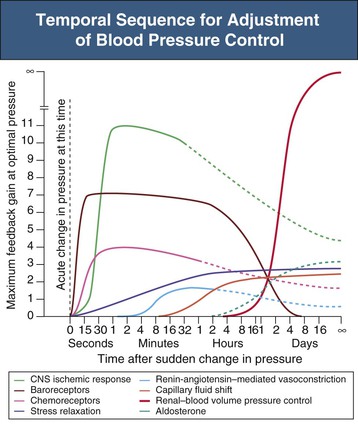 Temporal Sequence for Adjustment
of Blood Pressure Control
Maximum feedback gain at optimal pressure
∞
11
10
9
8
7
6
5
4
3
2
1
0
Acute change in pressure at this time
0 15 30 1 2 4 8 16 32 1 2 4 8 16 1 2 4 8 16 ∞
Seconds Minutes Hours Days
Time after sudden change in pressure
CNS ischemic response
Baroreceptors
Chemoreceptors
Stress relaxation
Renin-angiotensin–mediated vasoconstriction
Capillary fluid shift
Renal–blood volume pressure control
Aldosterone